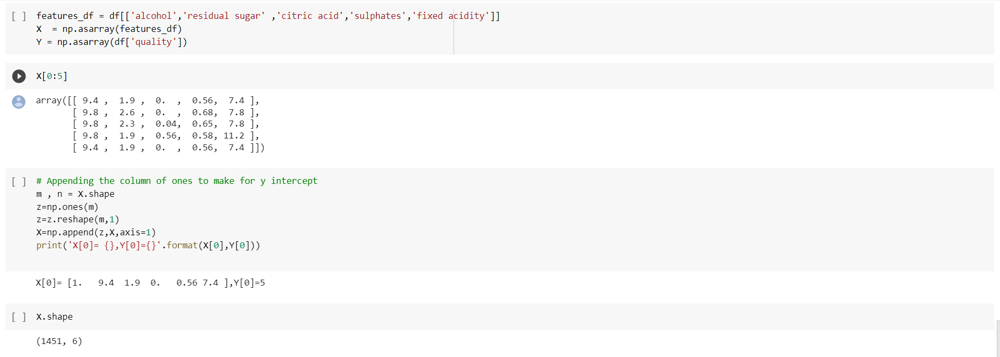 [ ] features_df = df[['alcohol','residual sugar' ,'citric acid','sulphates','fixed acidity']]
X  = np.asarray(features_df)
Y = np.asarray(df['quality'])
X[0:5]
array([[ 9.4 ,  1.9 ,  0.  ,  0.56,  7.4 ],
       [ 9.8 ,  2.6 ,  0.  ,  0.68,  7.8 ],
       [ 9.8 ,  2.3 ,  0.04,  0.65,  7.8 ],
       [ 9.8 ,  1.9 ,  0.56,  0.58, 11.2 ],
       [ 9.4 ,  1.9 ,  0.  ,  0.56,  7.4 ]])
[ ] # Appending the column of ones to make for y intercept
m , n = X.shape
z=np.ones(m)
z=z.reshape(m,1)
X=np.append(z,X,axis=1)
print('X[0]= {},Y[0]={}'.format(X[0],Y[0]))
X[0]= [1.   9.4  1.9  0.   0.56 7.4 ],Y[0]=5
[ ] X.shape
(1451, 6)